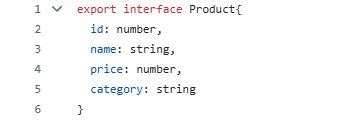 1 export interface Product{
2 id: number,
3 name: string,
4 price: number,
5 category: string
6 }